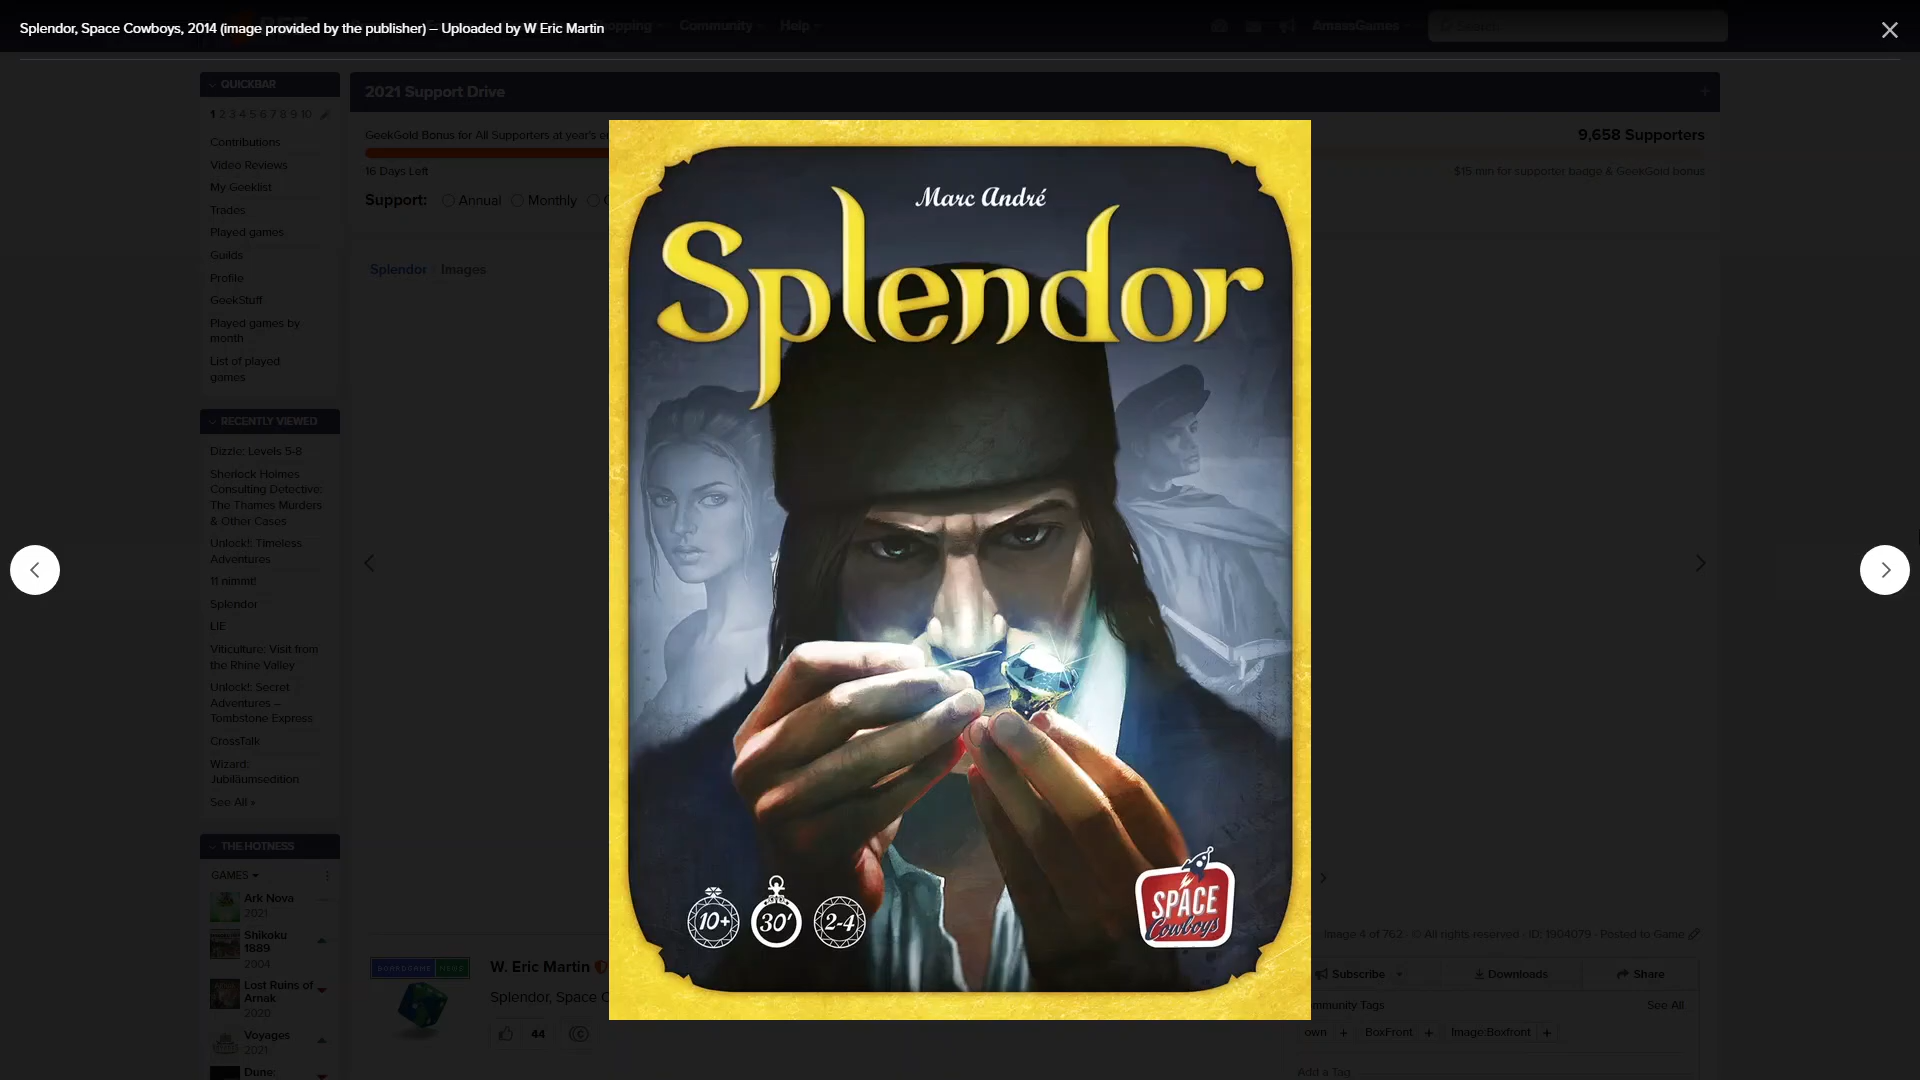 Splendor, Space Cowboys, 2014 (image provided by the publisher) – Uploaded by W Eric Martin
Community
Help
AmassGames
QUICKBAR
1 2 3 4 5 6 7 8 9 10
Contributions
Video Reviews
My Geeklist
Trades
Played games
Guilds
Profile
GeekStuff
Played games by
month
List of played
games
RECENTLY VIEWED
Dizzle: Levels 5-8
Sherlock Holmes
Consulting Detective:
The Thames Murders
& Other Cases
Unlock!: Timeless
Adventures
11 nimmt!
Splendor
LIE
Viticulture: Visit from
the Rhine Valley
Unlock!: Secret
Adventures –
Tombstone Express
CrossTalk
Wizard:
Jubiläumsedition
See All »
THE HOTNESS
GAMES
Ark Nova
2021
Shikoku
1889
2004
Lost Ruins of
Arnak
2020
Voyages
2021
Dune:
2021 Support Drive
GeekGold Bonus for All Supporters at year's
9,658 Supporters
16 Days Left
$15 min for supporter badge & GeekGold bonus
Support:
Annual
Monthly
Splendor
Images
Marc André
Splendor
10+
30'
2-4
SPACE
Cowboys
Image 4 of 762 · © All rights reserved · ID: 1904079 · Posted to Game
BOARDGAME NEWS
W. Eric Martin
Splendor, Space
44
Subscribe
Downloads
Share
Tags
See All
own
BoxFront
Image:Boxfront
Add a Tag